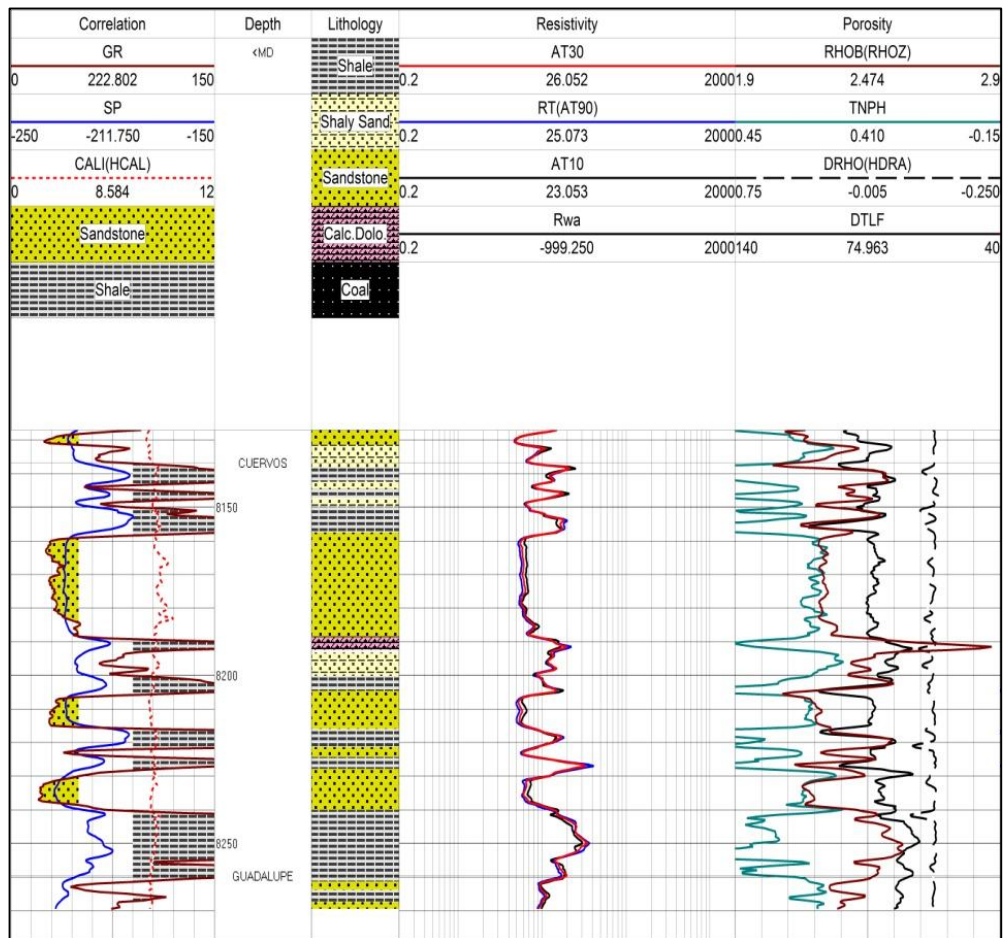 Correlation Depth Lithology Resistivity Porosity
GR <MD Shale AT30 RHOB(RHOZ)
0 222.802 150 0.2 26.052 2000 1.9 2.474 2.9
SP Shaly Sand RT(AT90) TNPH
-250 -211.750 -150 0.2 25.073 2000 0.45 0.410 -0.15
CALI(HCAL) Sandstone AT10 DRHO(HDRA)
0 8.584 12 0.2 23.053 2000 0.75 -0.005 -0.250
Sandstone Calc.Dolo. Rwa DTLF
0.2 -999.250 2000 140 74.963 40
Shale Coal
CUERVOS
8150
8200
8250
GUADALUPE